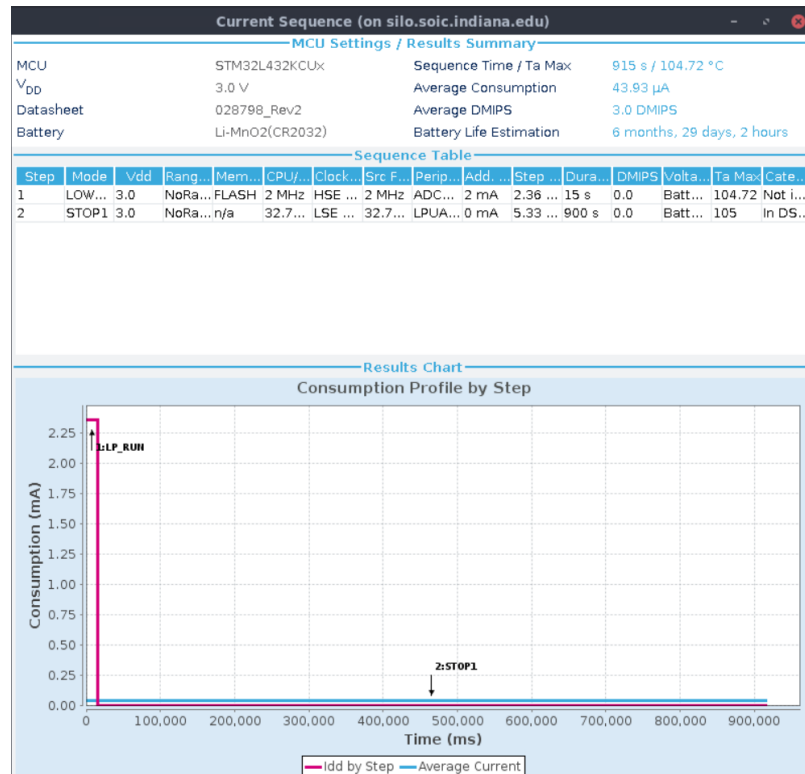 Current Sequence (on silo.soic.indiana.edu)
MCU Settings / Results Summary
MCU STM32L432KCUx Sequence Time / Ta Max 915 s / 104.72 °C
VDD 3.0 V Average Consumption 43.93 µA
Datasheet 028798_Rev2 Average DMIPS 3.0 DMIPS
Battery Li-MnO2(CR2032) Battery Life Estimation 6 months, 29 days, 2 hours
Sequence Table
Step Mode Vdd Rang... Mem... CPU/... Clock... Src F... Perip... Add. ... Step ... Dura... DMIPS Volta... Ta Max Cate...
1 LOW... 3.0 NoRa... FLASH 2 MHz HSE ... 2 MHz ADC... 2 mA 2.36 ... 15 s 0.0 Batt... 104.72 Not i...
2 STOP1 3.0 NoRa... n/a 32.7... LSE ... 32.7... LPUA... 0 mA 5.33 ... 900 s 0.0 Batt... 105 In DS...
Results Chart
Consumption Profile by Step
Consumption (mA)
2.25
2.00
1.75
1.50
1.25
1.00
0.75
0.50
0.25
0.00
1:LP_RUN
2:STOP1
0 100,000 200,000 300,000 400,000 500,000 600,000 700,000 800,000 900,000
Time (ms)
Idd by Step Average Current